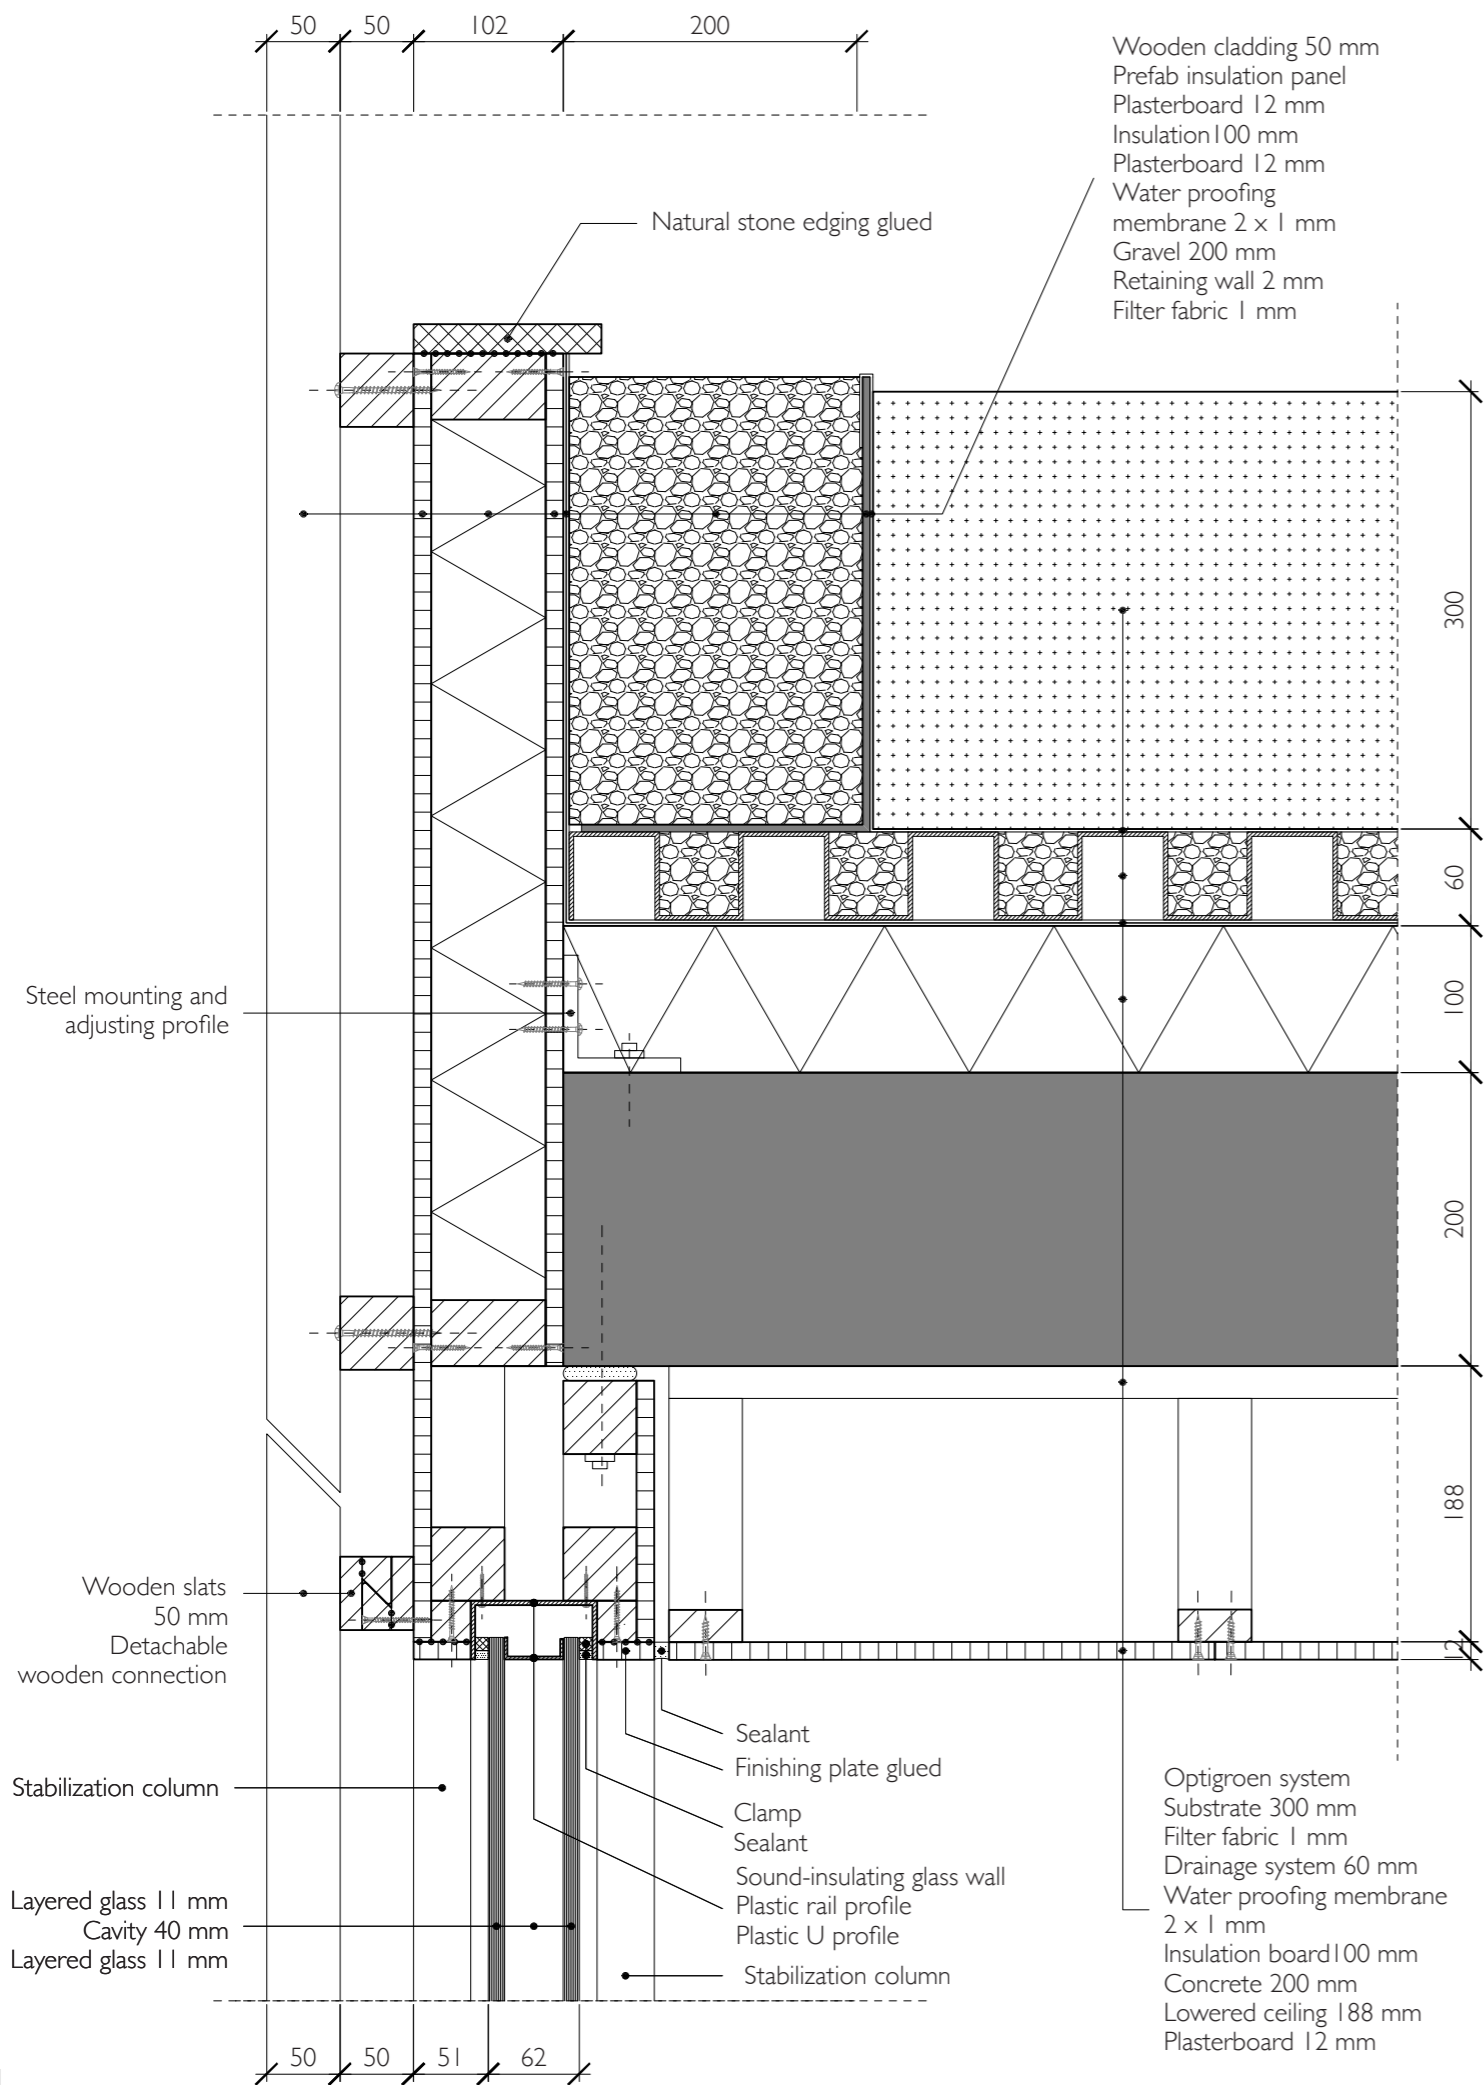 50
50
102
200
Wooden cladding 50 mm
Prefab insulation panel
Plasterboard 12 mm
Insulation100 mm
Plasterboard 12 mm
Water proofing
membrane 2 x 1 mm
Gravel 200 mm
Retaining wall 2 mm
Filter fabric 1 mm
Natural stone edging glued
300
60
100
200
188
12
Steel mounting and
adjusting profile
Wooden slats
50 mm
Detachable
wooden connection
Stabilization column
Layered glass 11 mm
Cavity 40 mm
Layered glass 11 mm
Sealant
Finishing plate glued
Clamp
Sealant
Sound-insulating glass wall
Plastic rail profile
Plastic U profile
Stabilization column
Optigroen system
Substrate 300 mm
Filter fabric 1 mm
Drainage system 60 mm
Water proofing membrane
2 x 1 mm
Insulation board100 mm
Concrete 200 mm
Lowered ceiling 188 mm
Plasterboard 12 mm
50
50
51
62